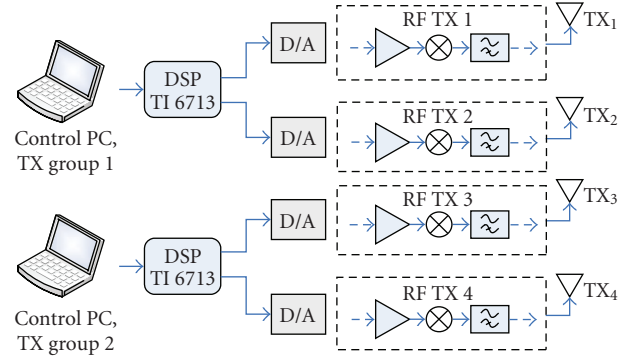 RF TX 1
TX1
D/A
DSP
TI 6713
Control PC,
TX group 1
RF TX 2
TX2
D/A
RF TX 3
TX3
D/A
DSP
TI 6713
Control PC,
TX group 2
RF TX 4
TX4
D/A